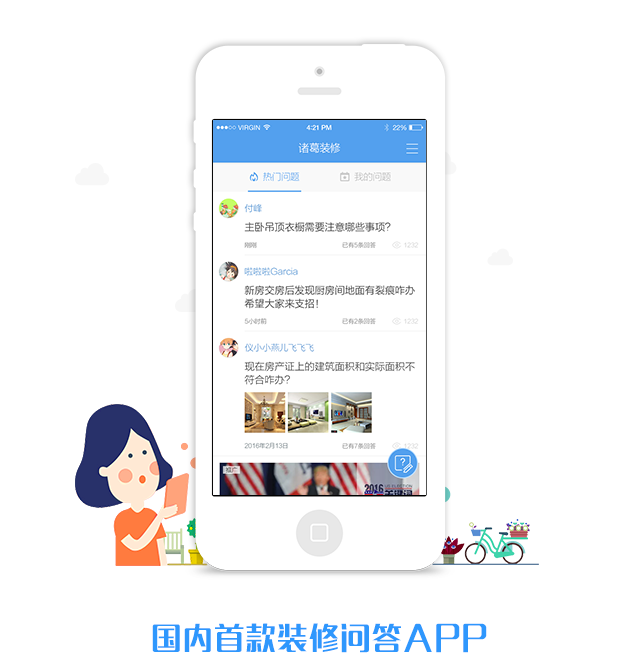 VIRGIN 4:21 PM 22%
诸葛装修
热门问题 我的问题
付峰
主卧吊顶衣橱需要注意哪些事项?
刚刚 已有5条回答 1232
啦啦啦Garcia
新房交房后发现厨房间地面有裂痕咋办
希望大家来支招!
5小时前 已有2条回答 1232
仪小小燕儿飞飞飞
现在房产证上的建筑面积和实际面积不
符合咋办?
2016年2月13日 已有7条回答 1232
推广
2016 US ELECTION
国内首款装修问答APP